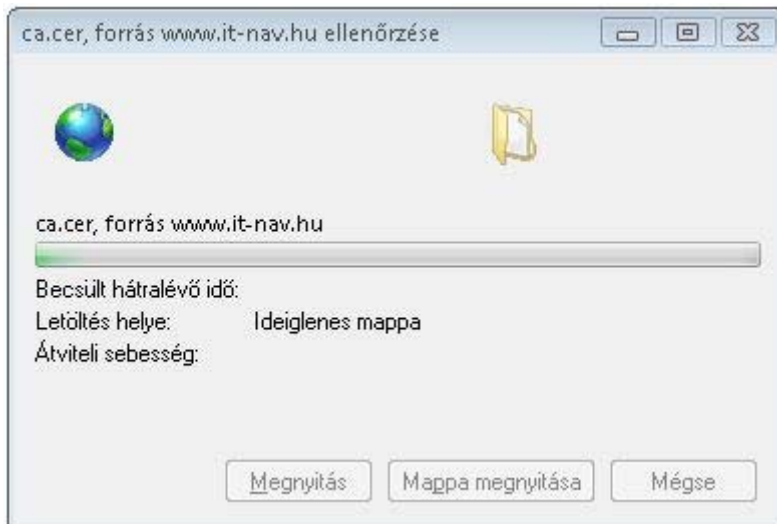 ca.cer, forrás www.it-nav.hu ellenőrzése
ca.cer, forrás www.it-nav.hu
Becsült hátralévő idő:
Letöltés helye: Ideiglenes mappa
Átviteli sebesség:
Megnyitás Mappa megnyitása Mégse